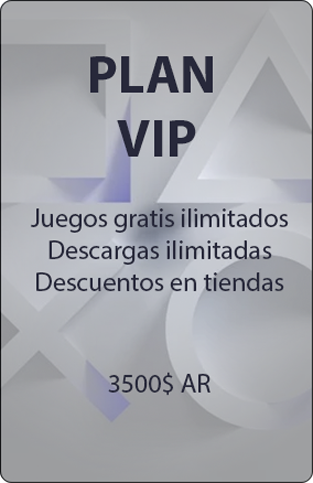 PLAN
VIP
Juegos gratis ilimitados
Descargas ilimitadas
Descuentos en tiendas
3500$ AR